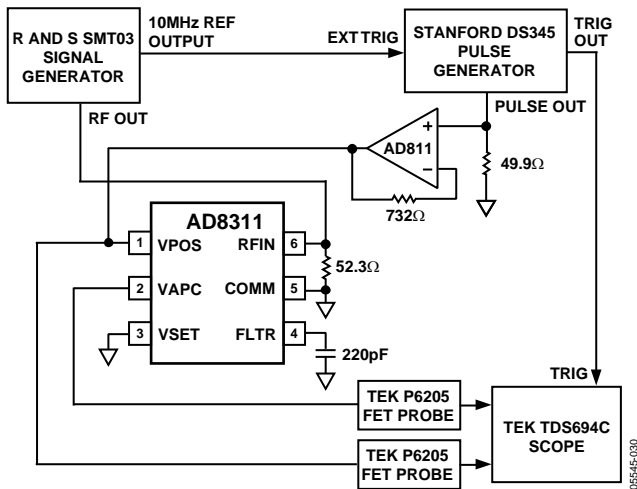 R AND S SMT03
SIGNAL
GENERATOR
10MHz REF
OUTPUT
EXT TRIG
STANFORD DS345
PULSE
GENERATOR
TRIG
OUT
RF OUT
PULSE OUT
+
AD811
–
49.9Ω
732Ω
AD8311
1 VPOS RFIN 6
52.3Ω
2 VAPC COMM 5
3 VSET FLTR 4
220pF
TRIG
TEK P6205
FET PROBE
TEK TDS694C
SCOPE
TEK P6205
FET PROBE
05545-030